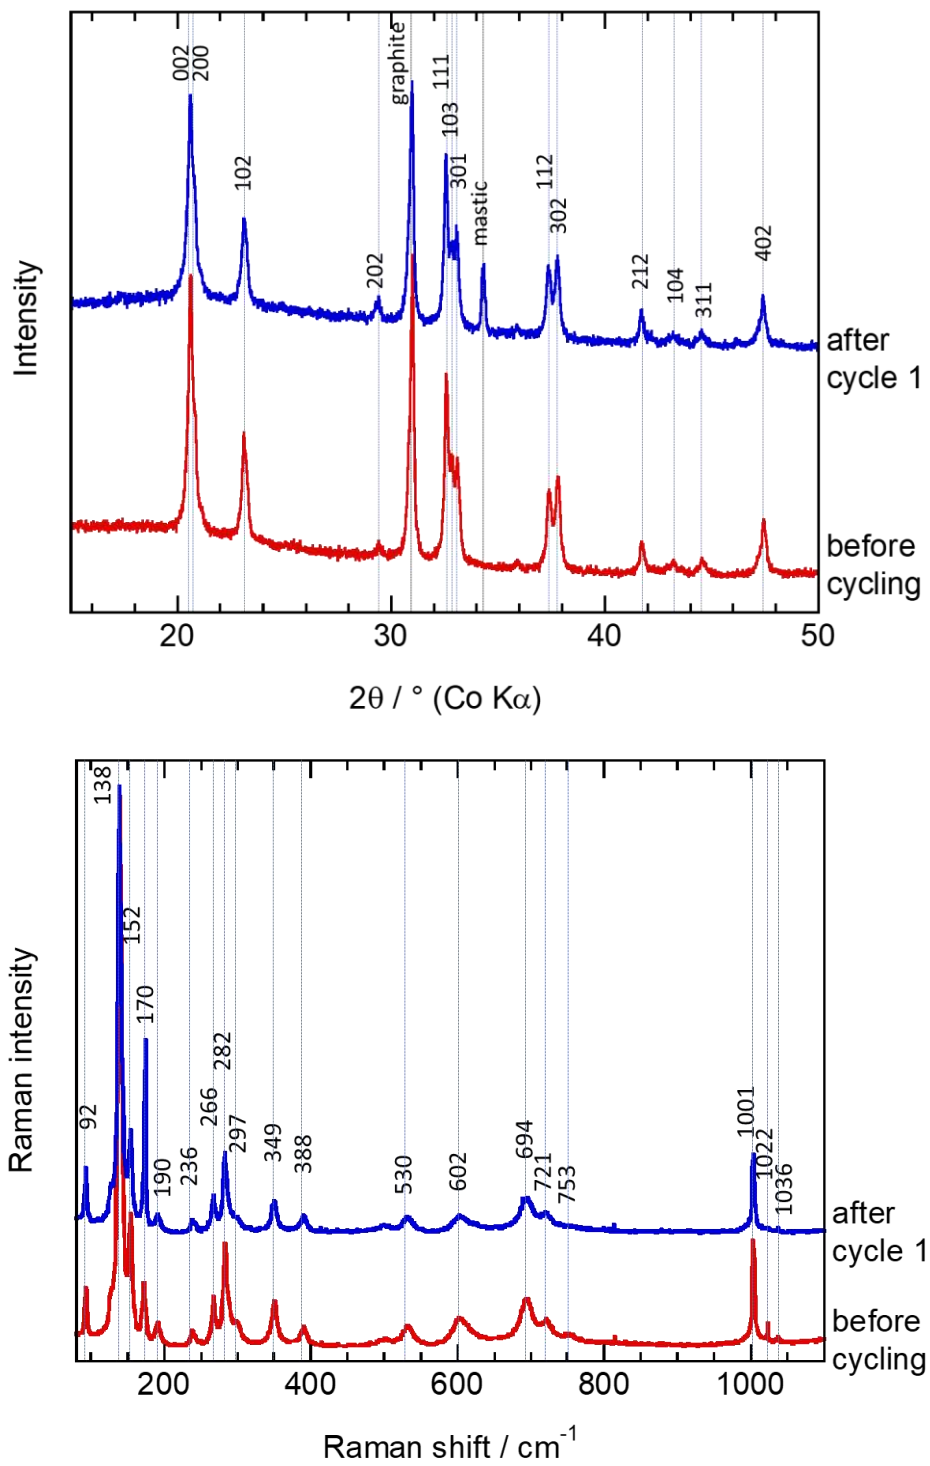 002
200
102
202
graphite
111
103
301
mastic
112
302
212
104
311
402
Intensity
after
cycle 1
before
cycling
20
30
40
50
2θ / ° (Co Kα)
138
152
170
92
190
236
266
282
297
349
388
530
602
694
721
753
1001
1022
1036
Raman intensity
after
cycle 1
before
cycling
200
400
600
800
1000
Raman shift / cm⁻¹